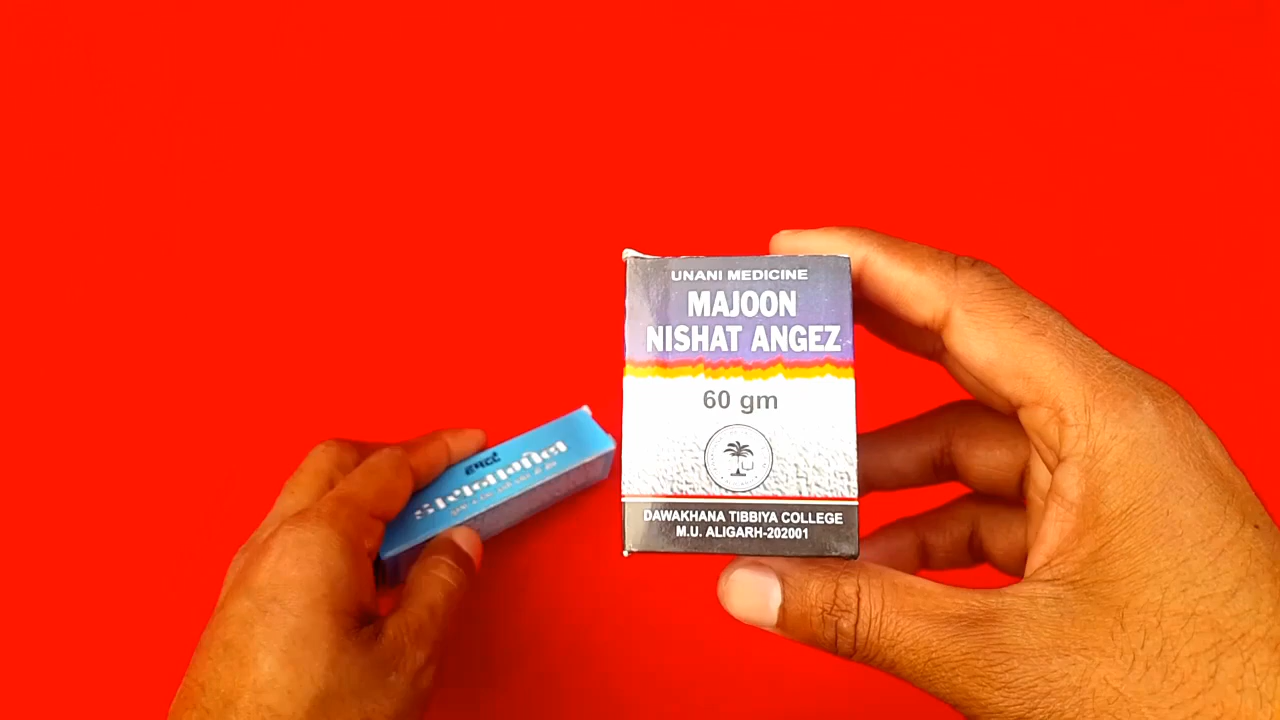 UNANI MEDICINE
MAJOON
NISHAT ANGEZ
60 gm
DAWAKHANA TIBBIYA COLLEGE
M.U. ALIGARH-202001